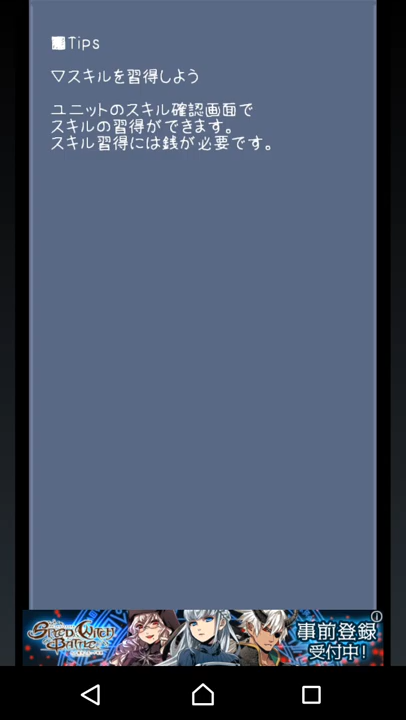 ■Tips
▽スキルを習得しよう
ユニットのスキル確認画面で
スキルの習得ができます。
スキル習得には銭が必要です。
Speed Witch Battle
事前登録
受付中!!